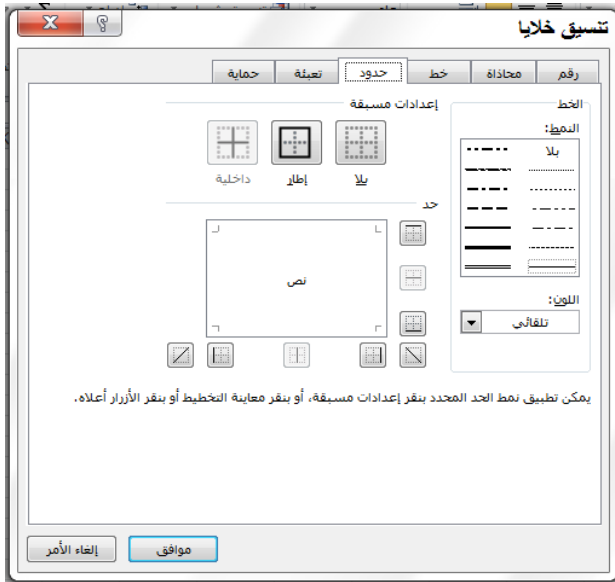 تنسيق خلايا
رقم محاذاة خط حدود تعبئة حماية
الخط
النمط:
بلا
اللون:
تلقائي
إعدادات مسبقة
بلا إطار داخلية
حد
نص
يمكن تطبيق نمط الحد المحدد بنقر إعدادات مسبقة، أو بنقر معاينة التخطيط أو بنقر الأزرار أعلاه.
موافق إلغاء الأمر